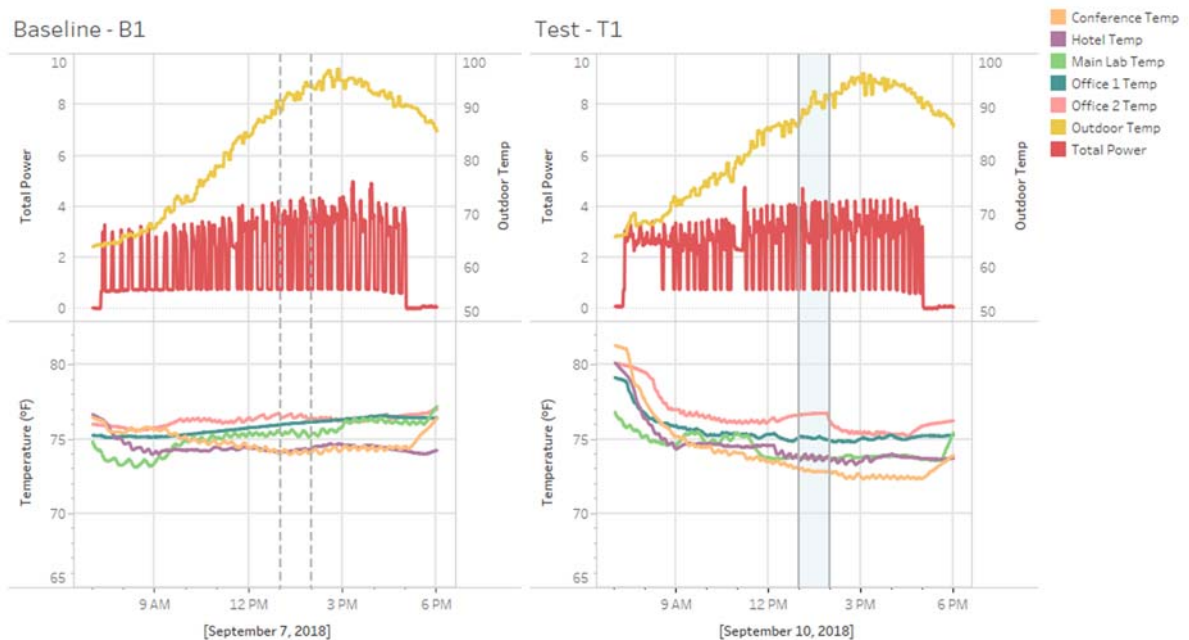 Baseline - B1
Test - T1
Conference Temp
Hotel Temp
Main Lab Temp
Office 1 Temp
Office 2 Temp
Outdoor Temp
Total Power
10
8
6
4
2
0
Total Power
100
90
80
70
60
50
Outdoor Temp
10
8
6
4
2
0
Total Power
100
90
80
70
60
50
Outdoor Temp
80
75
70
65
Temperature (°F)
80
75
70
65
Temperature (°F)
9 AM 12 PM 3 PM 6 PM
9 AM 12 PM 3 PM 6 PM
[September 7, 2018]
[September 10, 2018]